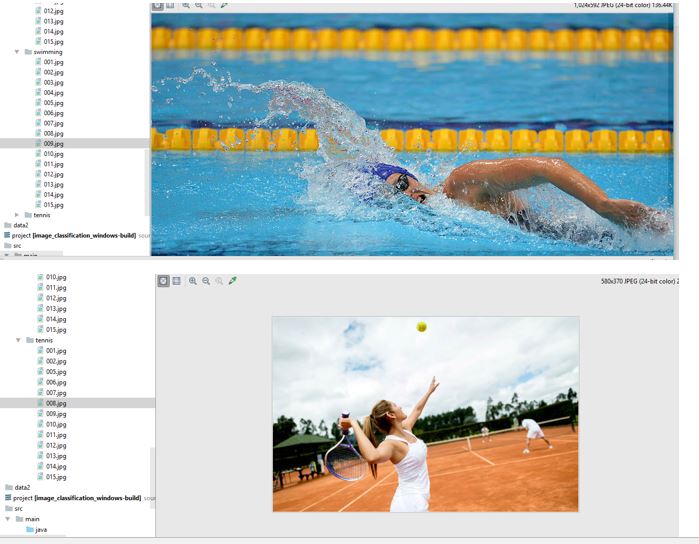 1,024x592 JPEG (24-bit color) 136.44K
012.jpg
013.jpg
014.jpg
015.jpg
swimming
001.jpg
002.jpg
003.jpg
004.jpg
005.jpg
006.jpg
007.jpg
008.jpg
009.jpg
010.jpg
011.jpg
012.jpg
013.jpg
014.jpg
015.jpg
tennis
data2
project [image_classification_windows-build] sour
src
main
580x370 JPEG (24-bit color) 2
010.jpg
011.jpg
012.jpg
013.jpg
014.jpg
015.jpg
tennis
001.jpg
002.jpg
005.jpg
006.jpg
007.jpg
008.jpg
009.jpg
010.jpg
011.jpg
012.jpg
013.jpg
014.jpg
015.jpg
data2
project [image_classification_windows-build] sour
src
main
java